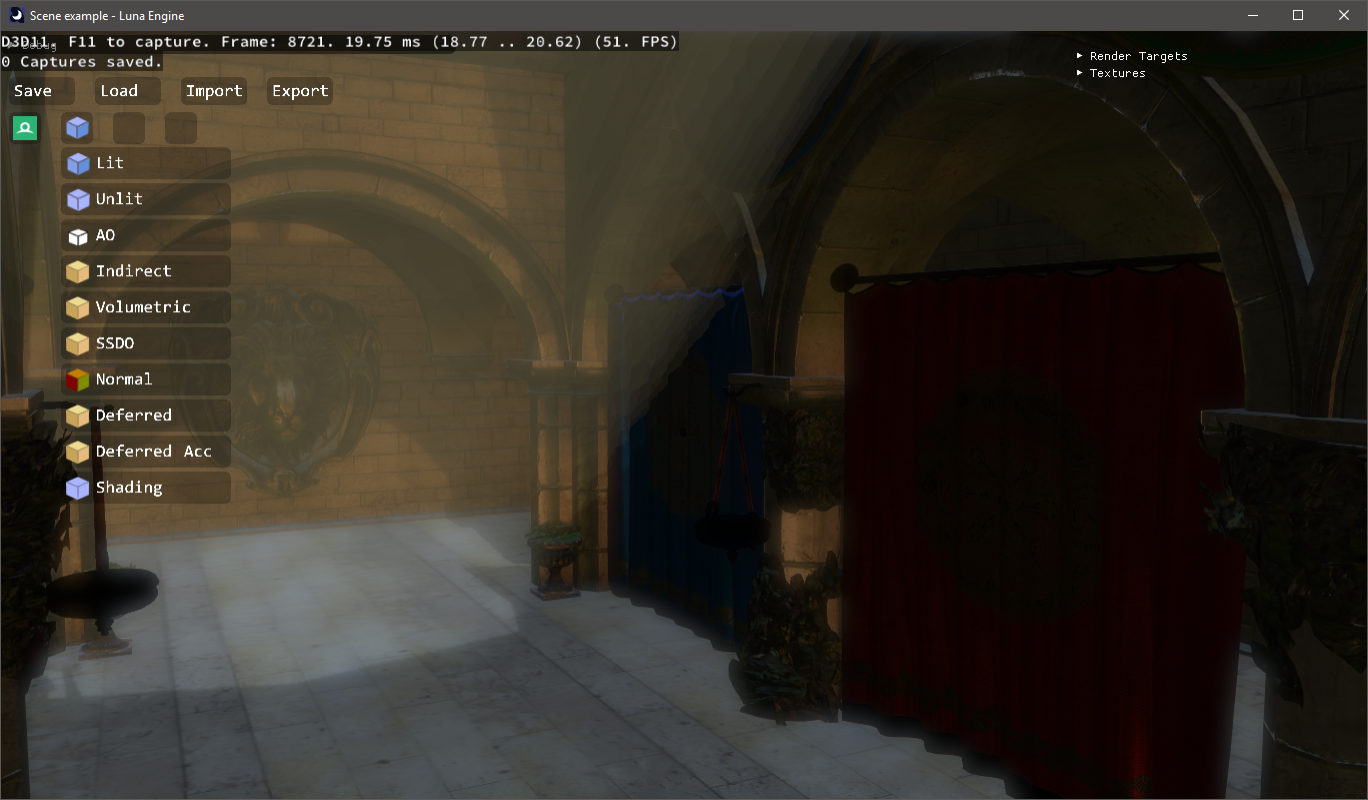 Scene example - Luna Engine
D3D11. F11 to capture. Frame: 8721. 19.75 ms (18.77 .. 20.62) (51. FPS)
0 Captures saved.
Render Targets
Textures
Save Load Import Export
Lit
Unlit
AO
Indirect
Volumetric
SSDO
Normal
Deferred
Deferred Acc
Shading